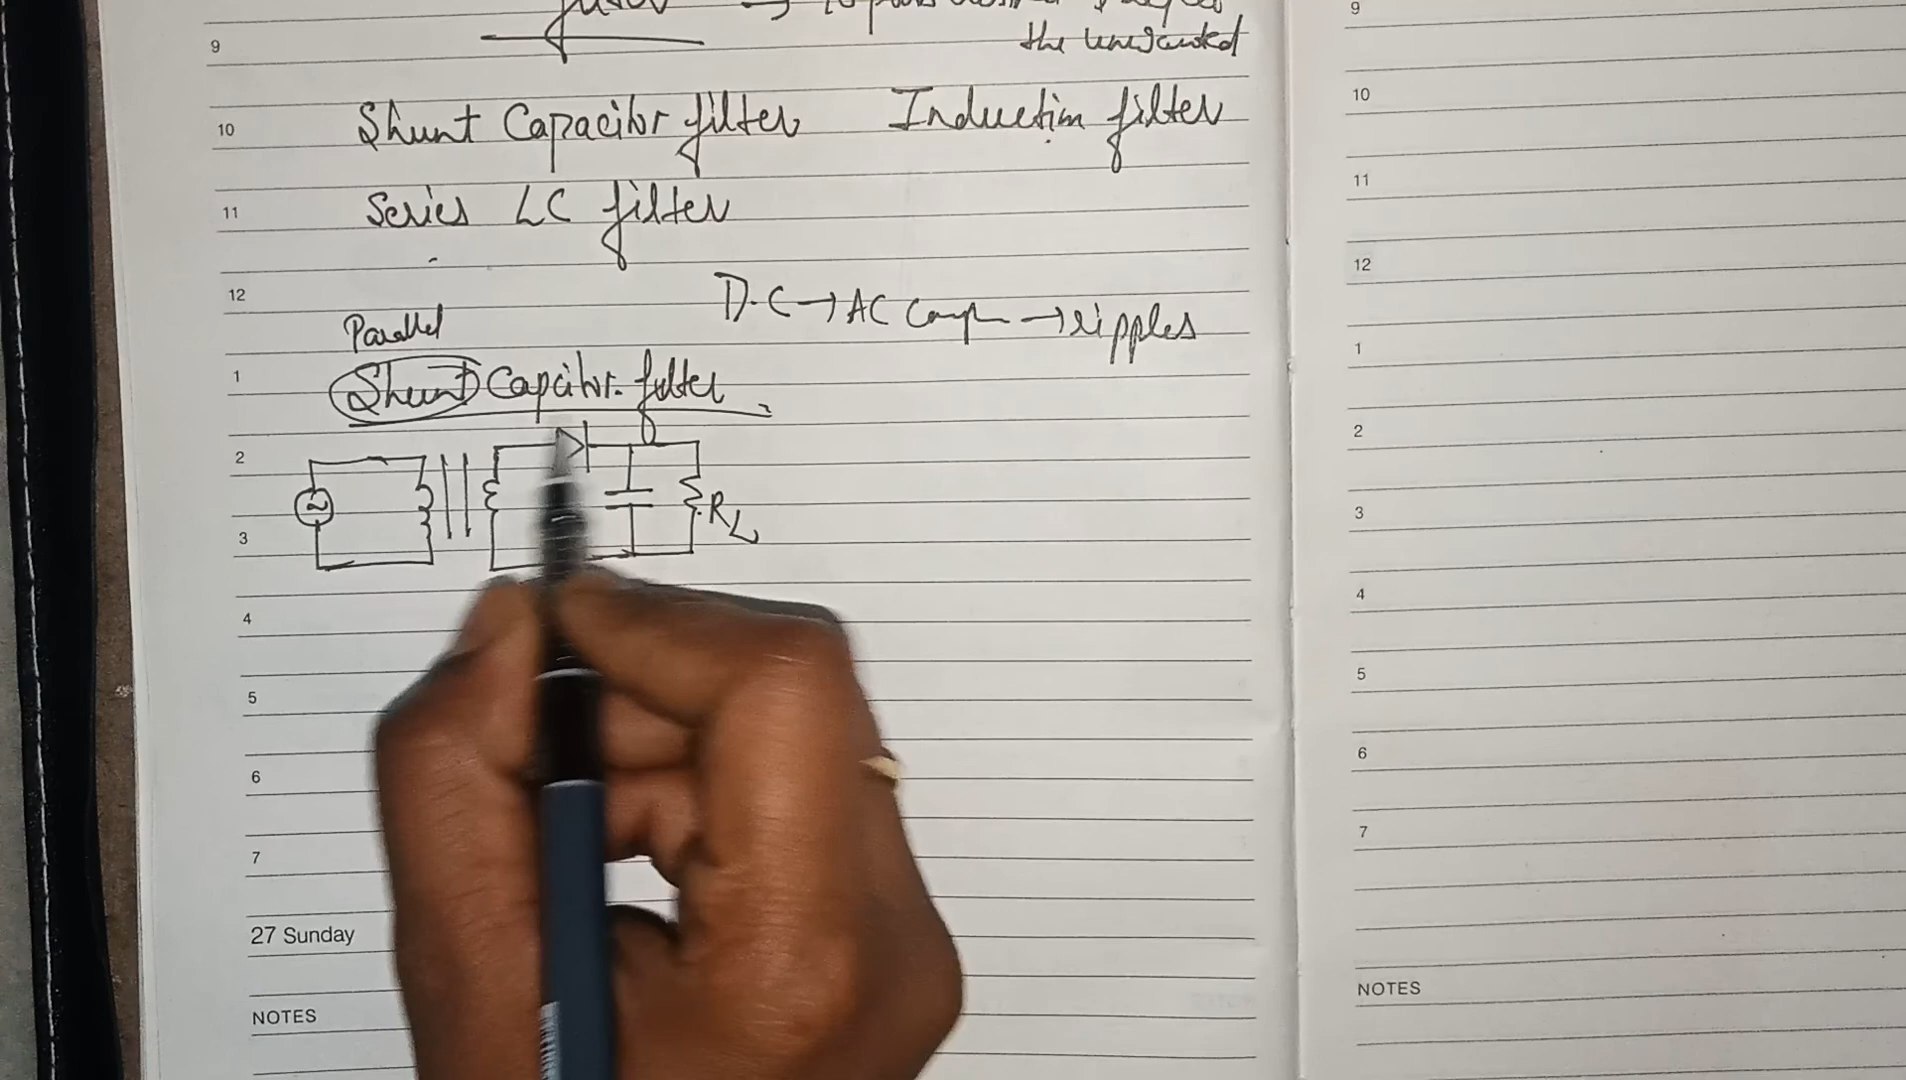 the unwanted
9
9
Shunt Capacitor filter Induction filter
10
10
Series LC filter
11
11
12
12
D.C → AC Comp → ripples
Parallel
1
1
Shunt Capcitor filter
2
2
~
RL
3
3
4
4
5
5
6
6
7
7
27 Sunday
NOTES
NOTES